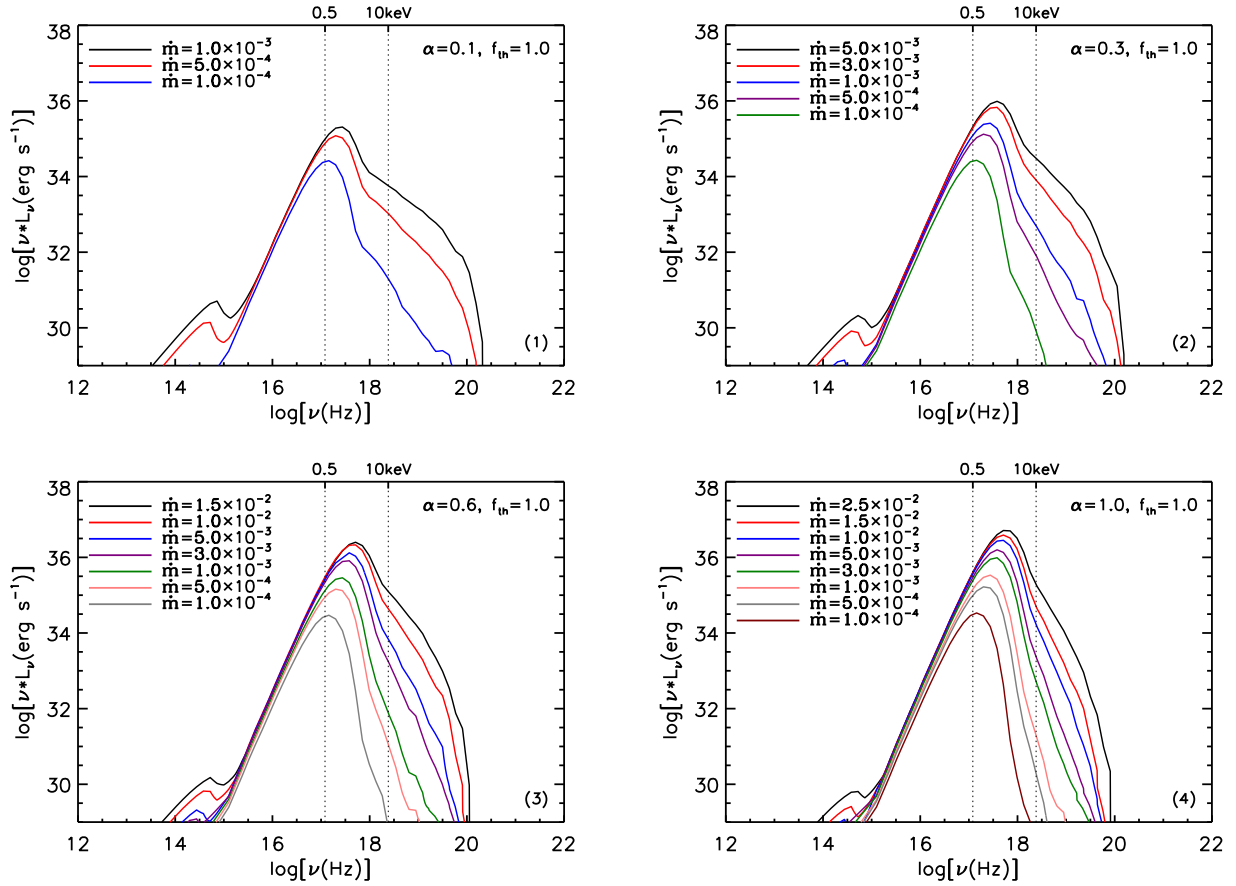 0.5 10keV
38
36
34
32
30
ṁ=1.0×10⁻³
ṁ=5.0×10⁻⁴
ṁ=1.0×10⁻⁴
α=0.1, f_th=1.0
(1)
12 14 16 18 20 22
log[ν(Hz)]
log[ν*L_ν(erg s⁻¹)]
0.5 10keV
38
36
34
32
30
ṁ=5.0×10⁻³
ṁ=3.0×10⁻³
ṁ=1.0×10⁻³
ṁ=5.0×10⁻⁴
ṁ=1.0×10⁻⁴
α=0.3, f_th=1.0
(2)
12 14 16 18 20 22
log[ν(Hz)]
log[ν*L_ν(erg s⁻¹)]
0.5 10keV
38
36
34
32
30
ṁ=1.5×10⁻²
ṁ=1.0×10⁻²
ṁ=5.0×10⁻³
ṁ=3.0×10⁻³
ṁ=1.0×10⁻³
ṁ=5.0×10⁻⁴
ṁ=1.0×10⁻⁴
α=0.6, f_th=1.0
(3)
12 14 16 18 20 22
log[ν(Hz)]
log[ν*L_ν(erg s⁻¹)]
0.5 10keV
38
36
34
32
30
ṁ=2.5×10⁻²
ṁ=1.5×10⁻²
ṁ=1.0×10⁻²
ṁ=5.0×10⁻³
ṁ=3.0×10⁻³
ṁ=1.0×10⁻³
ṁ=5.0×10⁻⁴
ṁ=1.0×10⁻⁴
α=1.0, f_th=1.0
(4)
12 14 16 18 20 22
log[ν(Hz)]
log[ν*L_ν(erg s⁻¹)]